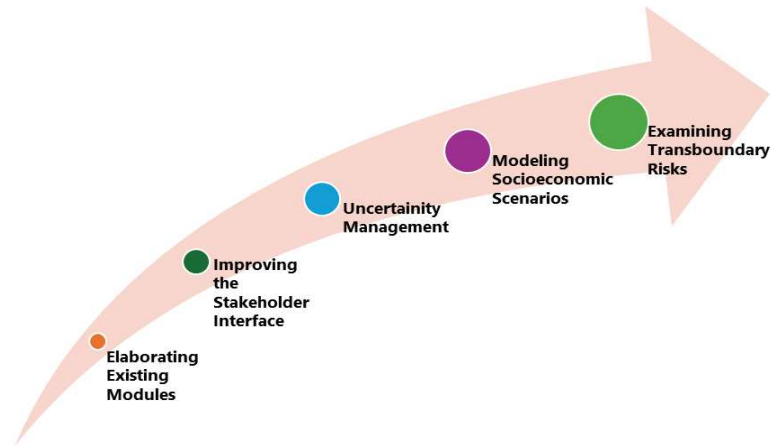 Elaborating
Existing
Modules
Improving
the
Stakeholder
Interface
Uncertainity
Management
Modeling
Socioeconomic
Scenarios
Examining
Transboundary
Risks